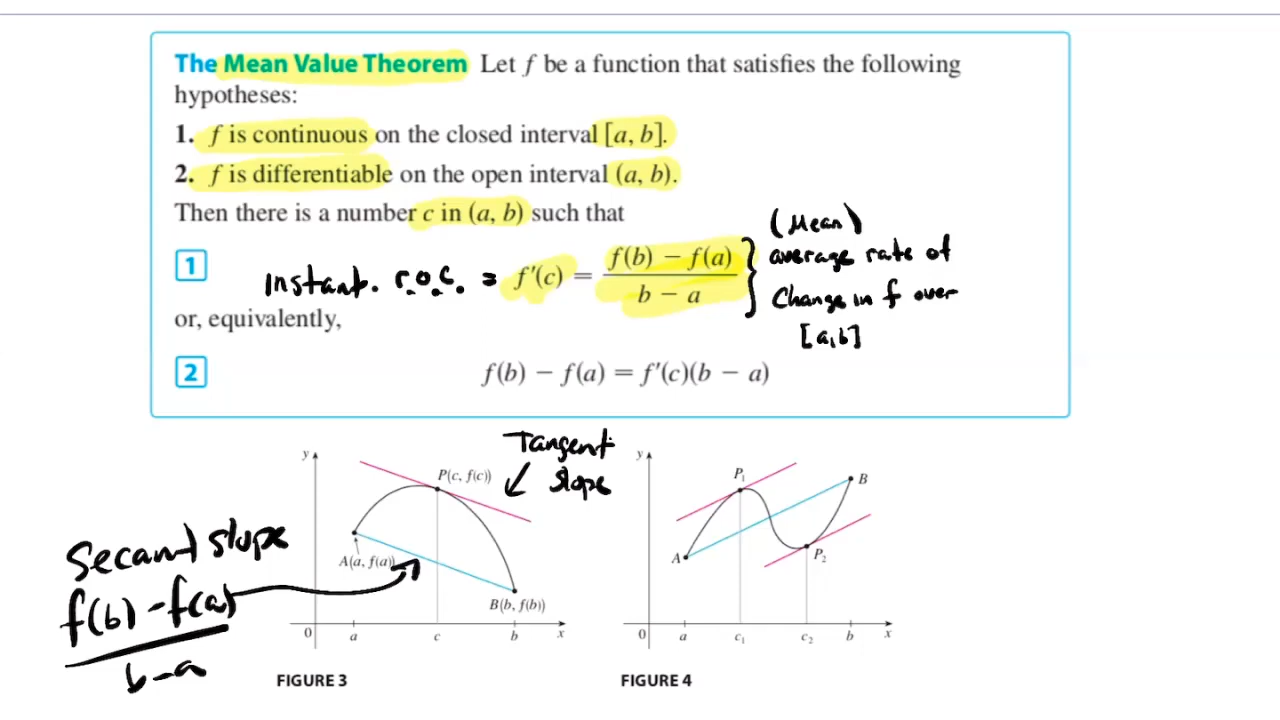 The Mean Value Theorem Let f be a function that satisfies the following
hypotheses:
1. f is continuous on the closed interval [a, b].
2. f is differentiable on the open interval (a, b).
Then there is a number c in (a, b) such that
(Mean)
1 Instant. r.o.c. = f′(c) = f(b) − f(a) / b − a } average rate of
Change in f over
[a,b]
or, equivalently,
2 f(b) − f(a) = f′(c)(b − a)
Tangent
slope
Secant slope
f(b) - f(a)
b - a
y
P(c, f(c))
A(a, f(a))
B(b, f(b))
0 a c b x
FIGURE 3
y
P₁
B
A
P₂
0 a c₁ c₂ b x
FIGURE 4